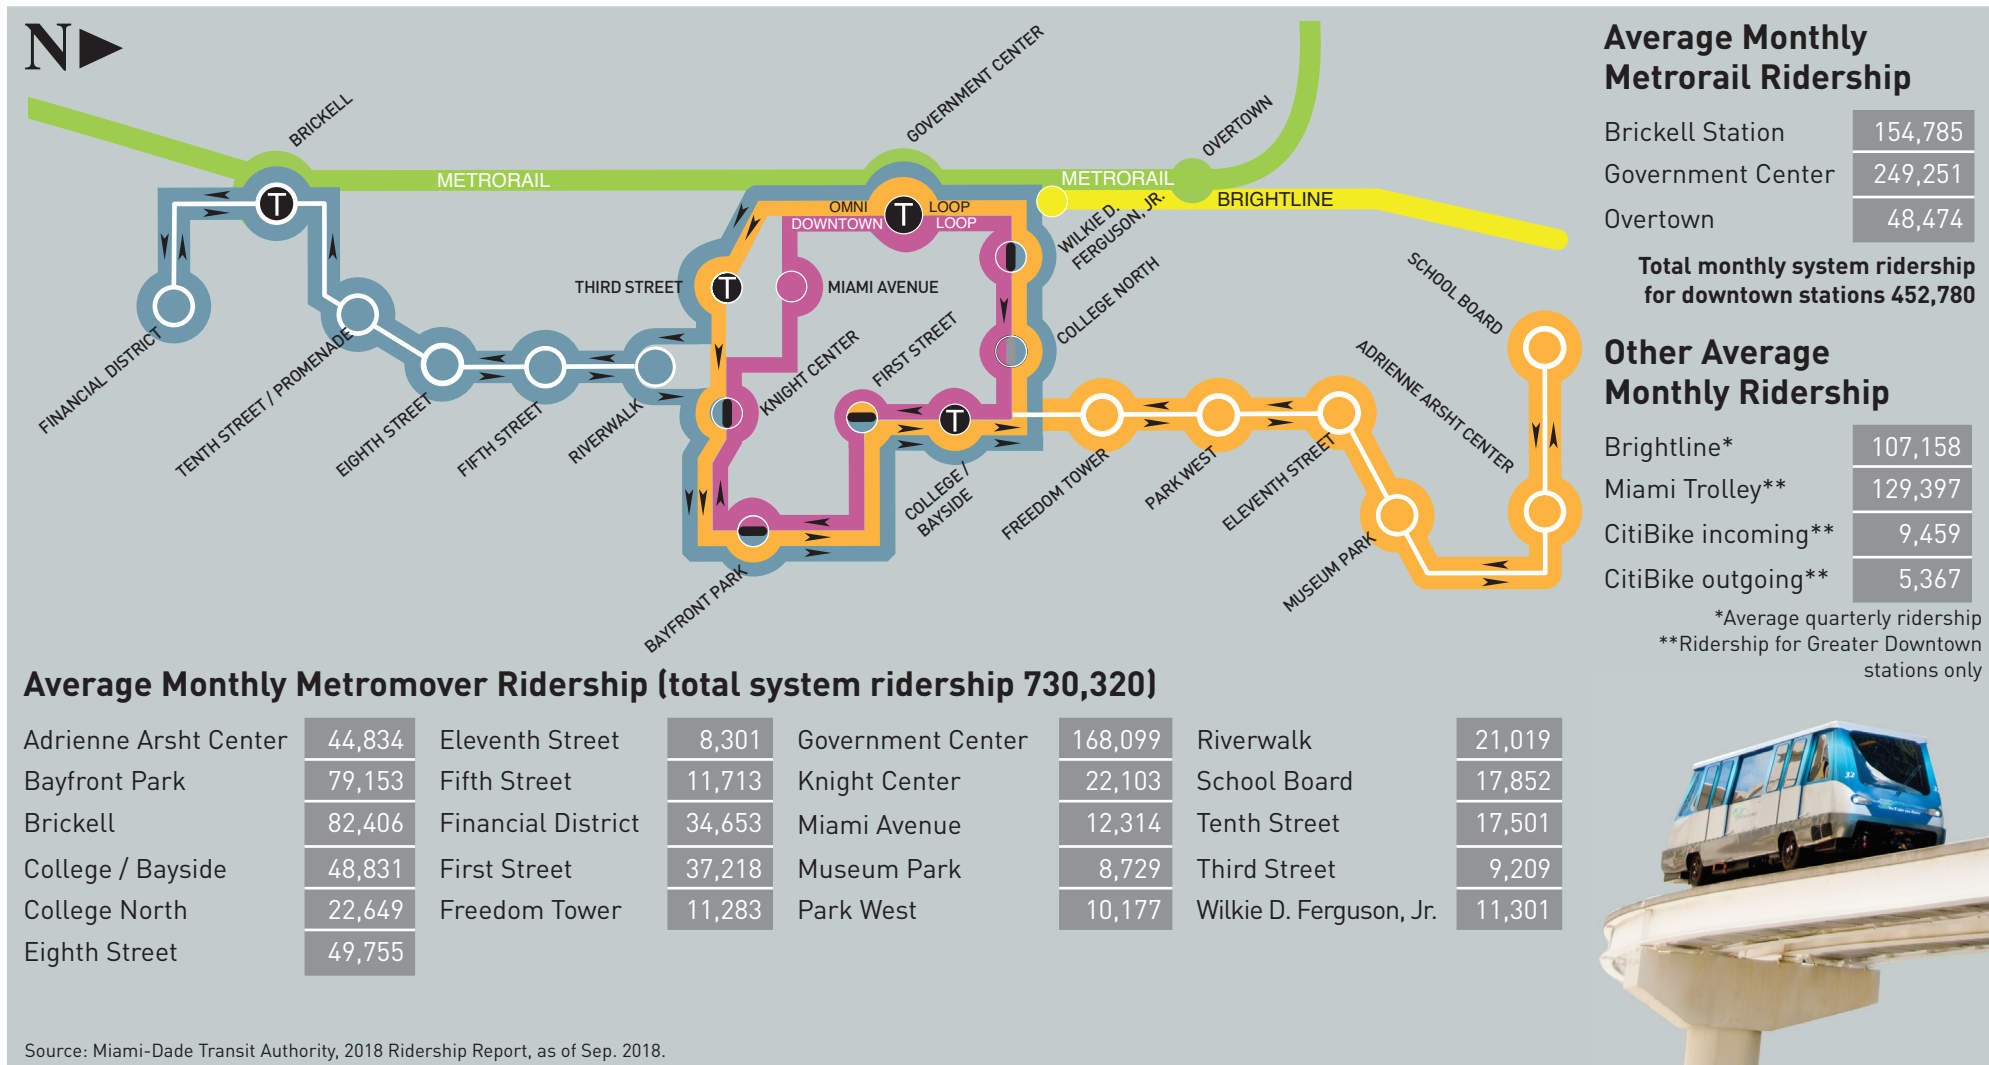 N
BRICKELL
GOVERNMENT CENTER
OVERTOWN
METRORAIL
METRORAIL
BRIGHTLINE
T
OMNI
T
LOOP
DOWNTOWN
LOOP
WILKIE D.
FERGUSON, JR.
THIRD STREET
T
MIAMI AVENUE
COLLEGE NORTH
SCHOOL BOARD
FINANCIAL DISTRICT
TENTH STREET / PROMENADE
EIGHTH STREET
FIFTH STREET
RIVERWALK
KNIGHT CENTER
FIRST STREET
T
COLLEGE /
BAYSIDE
FREEDOM TOWER
PARK WEST
ELEVENTH STREET
ADRIENNE ARSHT CENTER
MUSEUM PARK
BAYFRONT PARK
Average Monthly
Metrorail Ridership
Brickell Station 154,785
Government Center 249,251
Overtown 48,474
Total monthly system ridership
for downtown stations 452,780
Other Average
Monthly Ridership
Brightline* 107,158
Miami Trolley** 129,397
CitiBike incoming** 9,459
CitiBike outgoing** 5,367
*Average quarterly ridership
**Ridership for Greater Downtown
stations only
Average Monthly Metromover Ridership (total system ridership 730,320)
Adrienne Arsht Center 44,834
Bayfront Park 79,153
Brickell 82,406
College / Bayside 48,831
College North 22,649
Eighth Street 49,755
Eleventh Street 8,301
Fifth Street 11,713
Financial District 34,653
First Street 37,218
Freedom Tower 11,283
Government Center 168,099
Knight Center 22,103
Miami Avenue 12,314
Museum Park 8,729
Park West 10,177
Riverwalk 21,019
School Board 17,852
Tenth Street 17,501
Third Street 9,209
Wilkie D. Ferguson, Jr. 11,301
32
Source: Miami-Dade Transit Authority, 2018 Ridership Report, as of Sep. 2018.